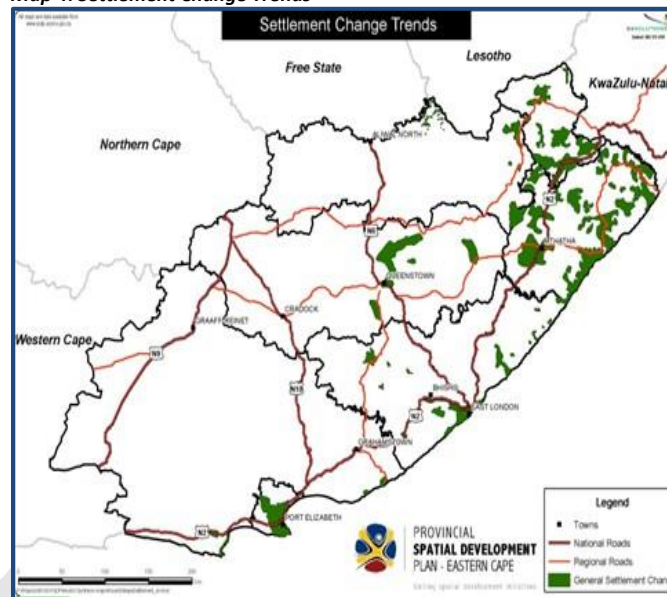 Settlement Change Trends
Free State
Lesotho
KwaZulu-Natal
Northern Cape
ALIWAL NORTH
N2
N6
MTHATHA
QUEENSTOWN
CRADOCK
GRAAFF-REINET
Western Cape
N9
N10
BHISHO
N2
EAST LONDON
GRAHAMSTOWN
PORT ELIZABETH
N2
Legend
Towns
National Roads
Regional Roads
General Settlement Chan
PROVINCIAL
SPATIAL DEVELOPMENT
PLAN - EASTERN CAPE